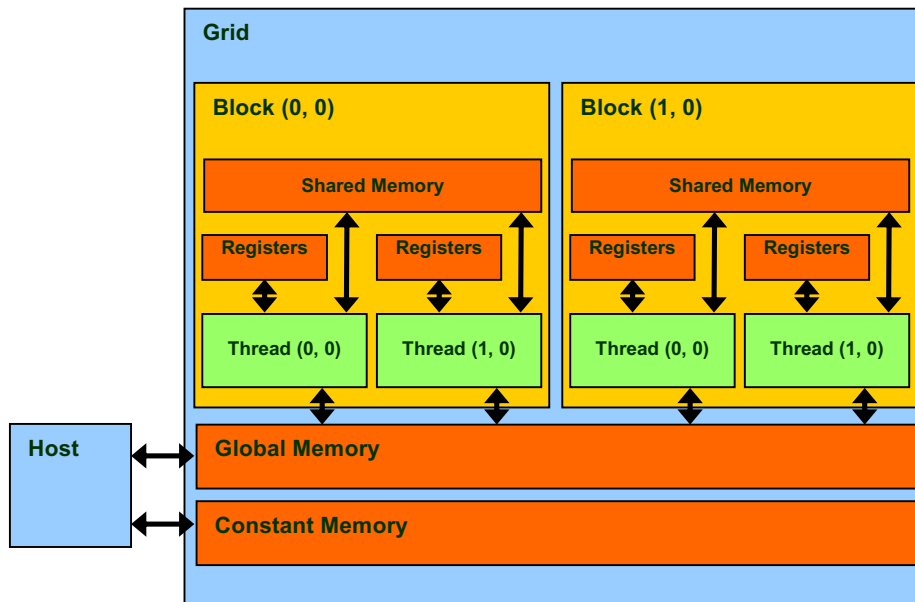 Grid
Block (0, 0)
Block (1, 0)
Shared Memory
Shared Memory
Registers
Registers
Registers
Registers
Thread (0, 0)
Thread (1, 0)
Thread (0, 0)
Thread (1, 0)
Host
Global Memory
Constant Memory